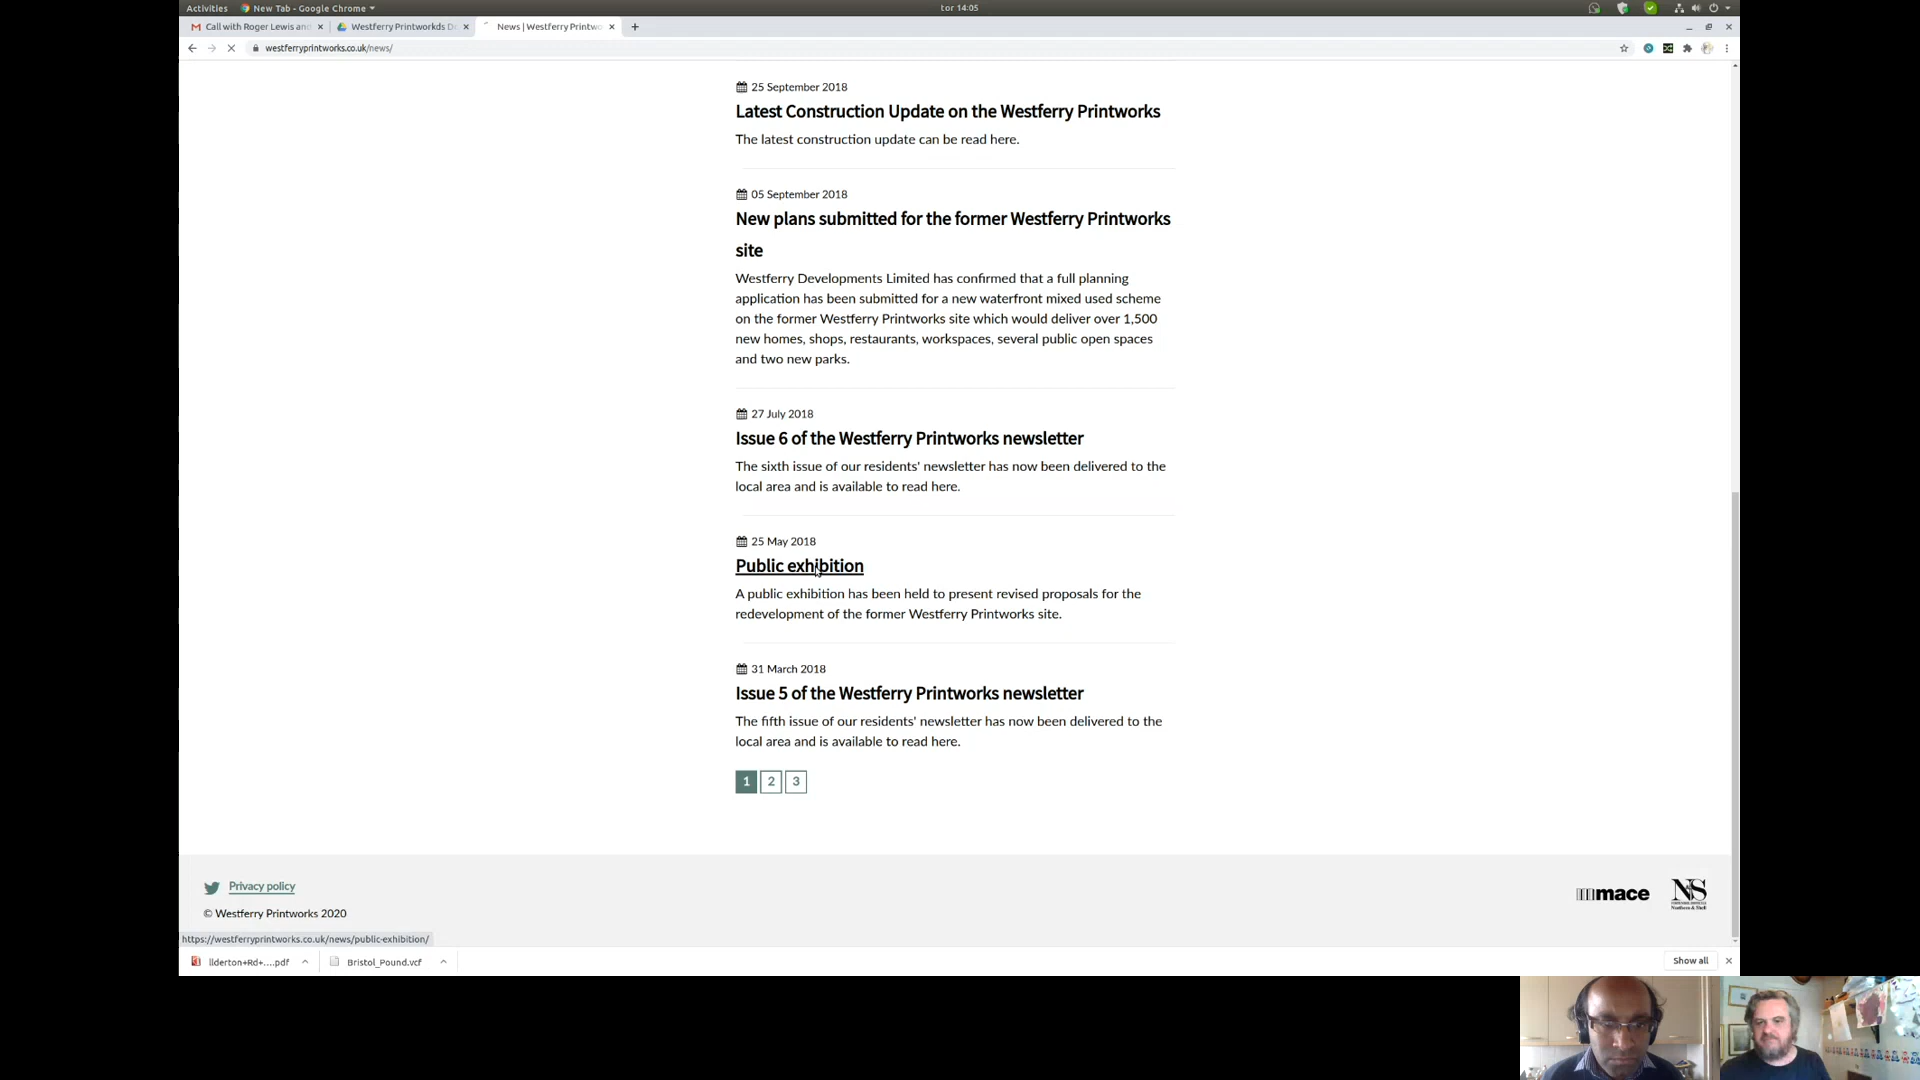 Activities
New Tab - Google Chrome
tor 14:05
Call with Roger Lewis and
Westferry Printworkds D
News | Westferry Printwo
westferryprintworks.co.uk/news/
25 September 2018
Latest Construction Update on the Westferry Printworks
The latest construction update can be read here.
05 September 2018
New plans submitted for the former Westferry Printworks
site
Westferry Developments Limited has confirmed that a full planning
application has been submitted for a new waterfront mixed used scheme
on the former Westferry Printworks site which would deliver over 1,500
new homes, shops, restaurants, workspaces, several public open spaces
and two new parks.
27 July 2018
Issue 6 of the Westferry Printworks newsletter
The sixth issue of our residents' newsletter has now been delivered to the
local area and is available to read here.
25 May 2018
Public exhibition
A public exhibition has been held to present revised proposals for the
redevelopment of the former Westferry Printworks site.
31 March 2018
Issue 5 of the Westferry Printworks newsletter
The fifth issue of our residents' newsletter has now been delivered to the
local area and is available to read here.
1 2 3
Privacy policy
mace
N&S
© Westferry Printworks 2020
https://westferryprintworks.co.uk/news/public-exhibition/
Ilderton+Rd+....pdf
Bristol_Pound.vcf
Show all